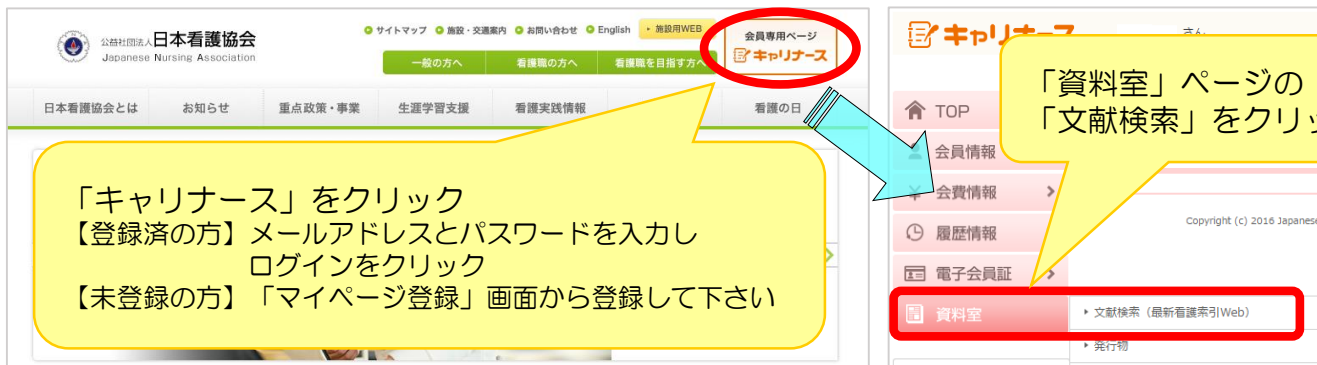 サイトマップ 施設・交通案内 お問い合わせ English 施設用WEB
公益社団法人日本看護協会
Japanese Nursing Association
会員専用ページ
キャリナース
一般の方へ 看護職の方へ 看護職を目指す方へ
日本看護協会とは お知らせ 重点政策・事業 生涯学習支援 看護実践情報 看護の日
「キャリナース」をクリック
【登録済の方】メールアドレスとパスワードを入力し
ログインをクリック
【未登録の方】「マイページ登録」画面から登録して下さい
キャリナース さん
「資料室」ページの
「文献検索」をクリッ
TOP
会員情報
会費情報
Copyright (c) 2016 Japanese
履歴情報
電子会員証
資料室
文献検索（最新看護索引Web）
発行物